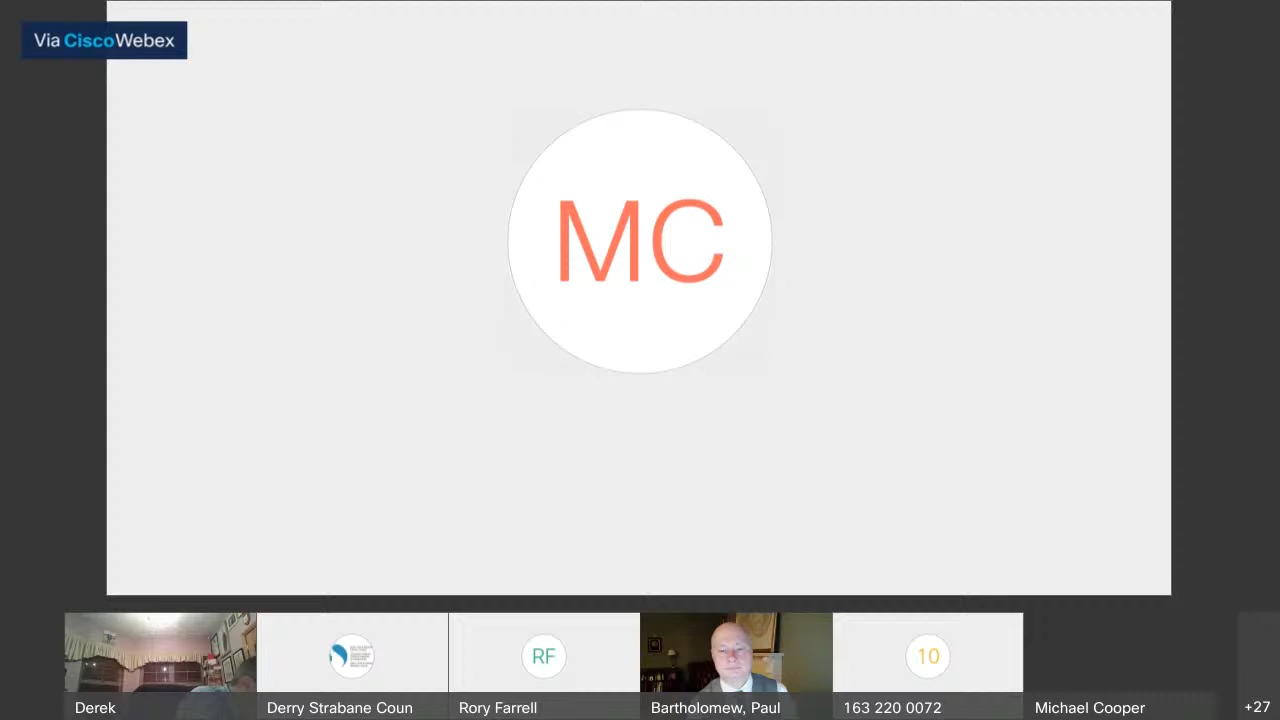 Via CiscoWebex
MC
RF
10
Derek
Derry Strabane Coun
Rory Farrell
Bartholomew, Paul
163 220 0072
Michael Cooper
+27